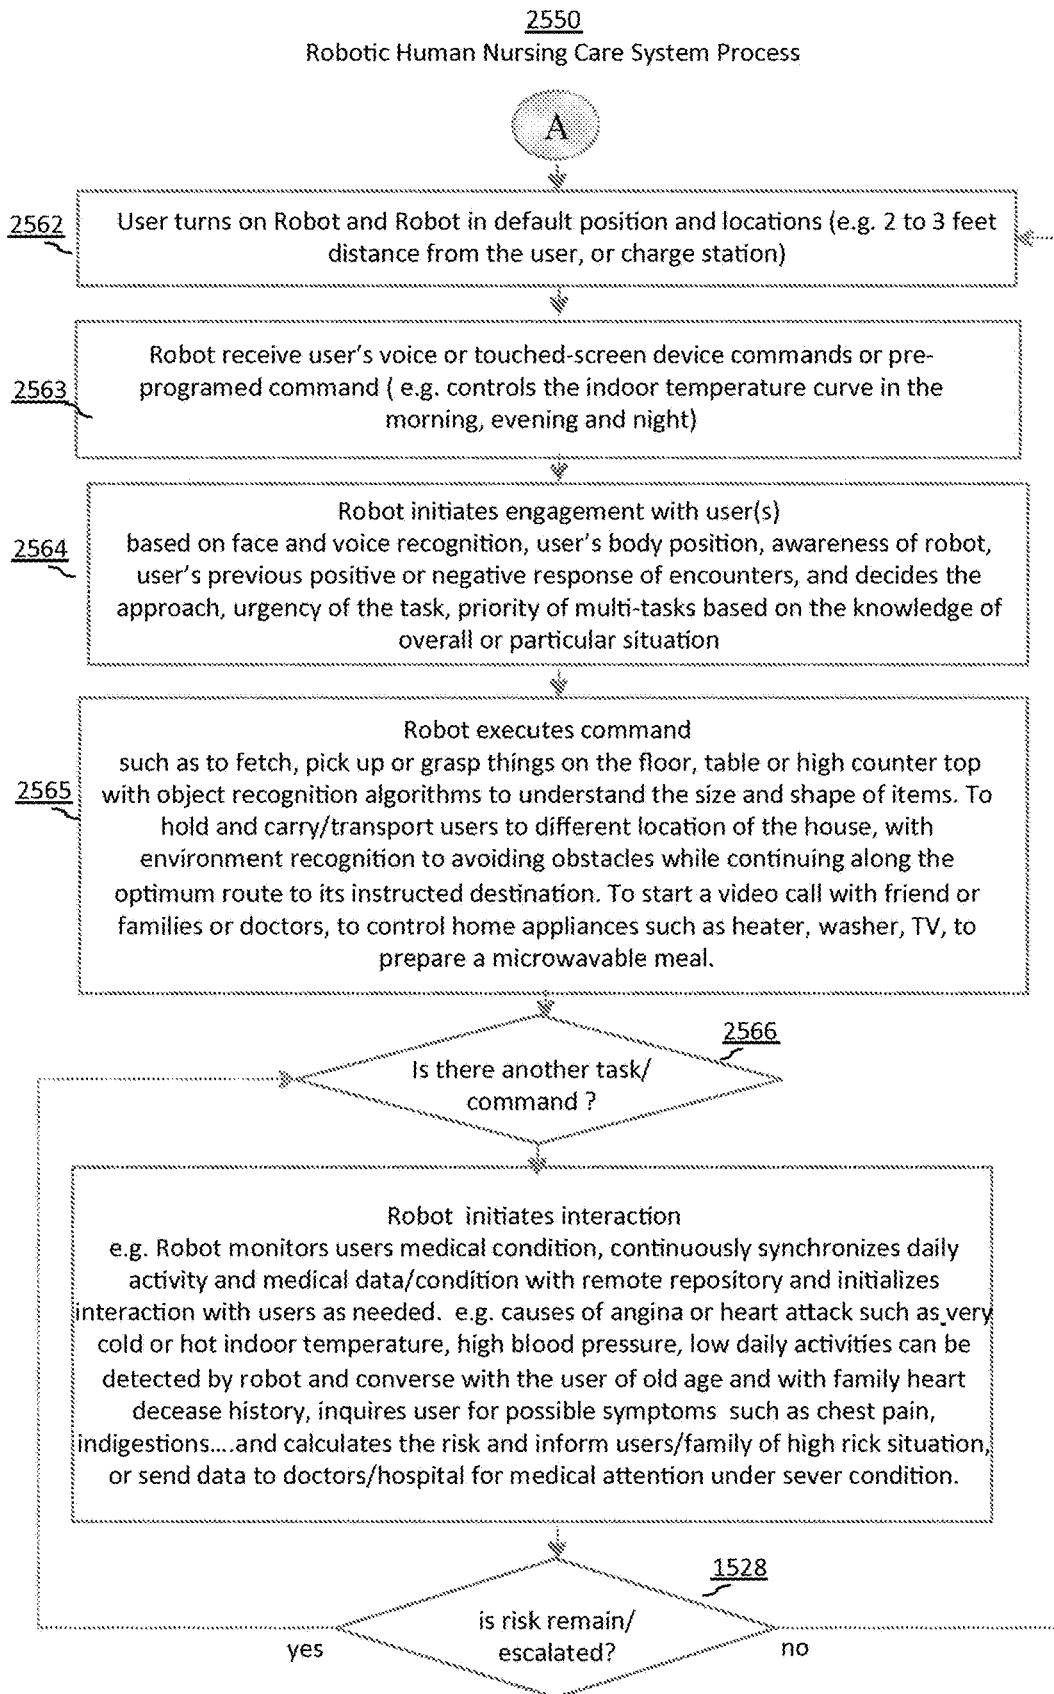 2550
Robotic Human Nursing Care System Process
A
2562
User turns on Robot and Robot in default position and locations (e.g. 2 to 3 feet
distance from the user, or charge station)
2563
Robot receive user's voice or touched-screen device commands or pre-
programed command ( e.g. controls the indoor temperature curve in the
morning, evening and night)
2564
Robot initiates engagement with user(s)
based on face and voice recognition, user's body position, awareness of robot,
user's previous positive or negative response of encounters, and decides the
approach, urgency of the task, priority of multi-tasks based on the knowledge of
overall or particular situation
2565
Robot executes command
such as to fetch, pick up or grasp things on the floor, table or high counter top
with object recognition algorithms to understand the size and shape of items. To
hold and carry/transport users to different location of the house, with
environment recognition to avoiding obstacles while continuing along the
optimum route to its instructed destination. To start a video call with friend or
families or doctors, to control home appliances such as heater, washer, TV, to
prepare a microwavable meal.
2566
Is there another task/
command ?
Robot initiates interaction
e.g. Robot monitors users medical condition, continuously synchronizes daily
activity and medical data/condition with remote repository and initializes
interaction with users as needed. e.g. causes of angina or heart attack such as very
cold or hot indoor temperature, high blood pressure, low daily activities can be
detected by robot and converse with the user of old age and with family heart
decease history, inquires user for possible symptoms such as chest pain,
indigestions....and calculates the risk and inform users/family of high rick situation,
or send data to doctors/hospital for medical attention under sever condition.
1528
is risk remain/
escalated?
yes
no